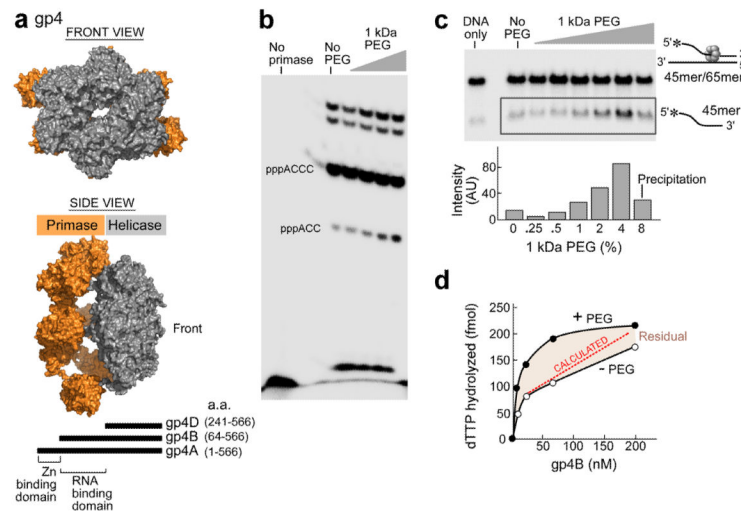 a gp4
FRONT VIEW
SIDE VIEW
Primase Helicase
Front
a.a.
gp4D (241-566)
gp4B (64-566)
gp4A (1-566)
Zn
binding
domain
RNA
binding
domain
b
No
primase
No
PEG
1 kDa
PEG
pppACCC
pppACC
c
DNA
only
No
PEG
1 kDa PEG
5'*
3'
45mer/65mer
5'*
45mer
3'
Intensity
(AU)
80
40
0
Precipitation
0 .25 .5 1 2 4 8
1 kDa PEG (%)
d
dTTP hydrolyzed (fmol)
250
200
150
100
50
0
+ PEG
CALCULATED
Residual
- PEG
50 100 150 200
gp4B (nM)